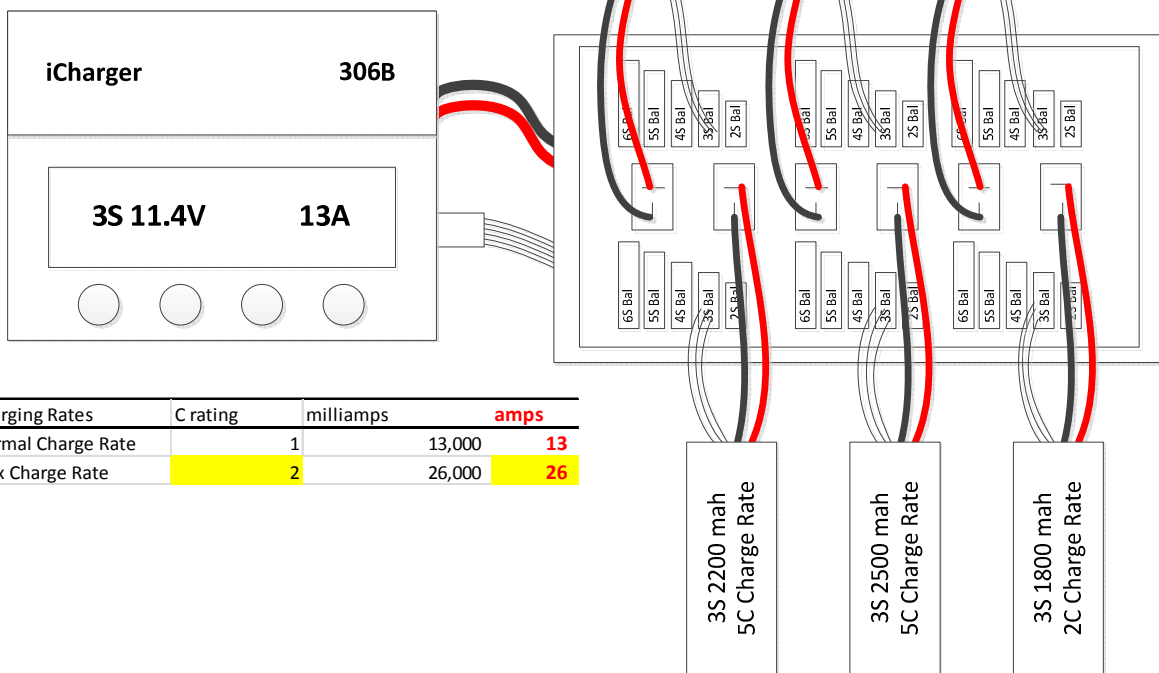 iCharger 306B
3S 11.4V 13A
6S Bal 5S Bal 4S Bal 3S Bal 2S Bal
6S Bal 5S Bal 4S Bal 3S Bal 2S Bal
6S Bal 5S Bal 4S Bal 3S Bal 2S Bal
6S Bal 5S Bal 4S Bal 3S Bal 2S Bal
6S Bal 5S Bal 4S Bal 3S Bal 2S Bal
6S Bal 5S Bal 4S Bal 3S Bal 2S Bal
rging Rates C rating milliamps amps
rmal Charge Rate 1 13,000 13
x Charge Rate 2 26,000 26
3S 2200 mah
5C Charge Rate
3S 2500 mah
5C Charge Rate
3S 1800 mah
2C Charge Rate